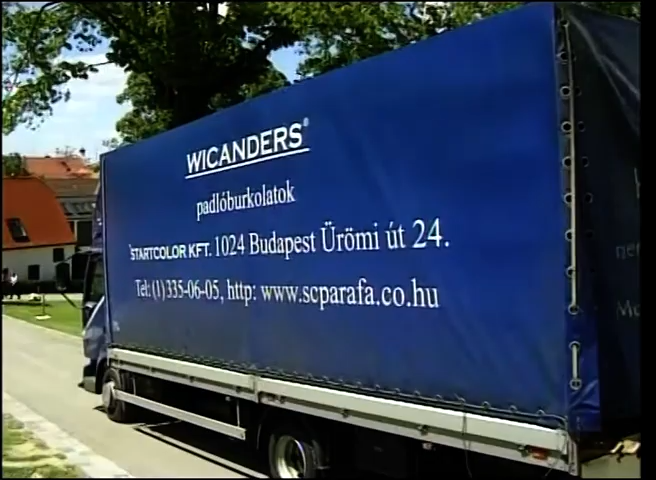 WICANDERS®
padlóburkolatok
STARTCOLOR KFT. 1024 Budapest Ürömi út 24.
Tel: (1) 335-06-05, http: www.scparafa.co.hu